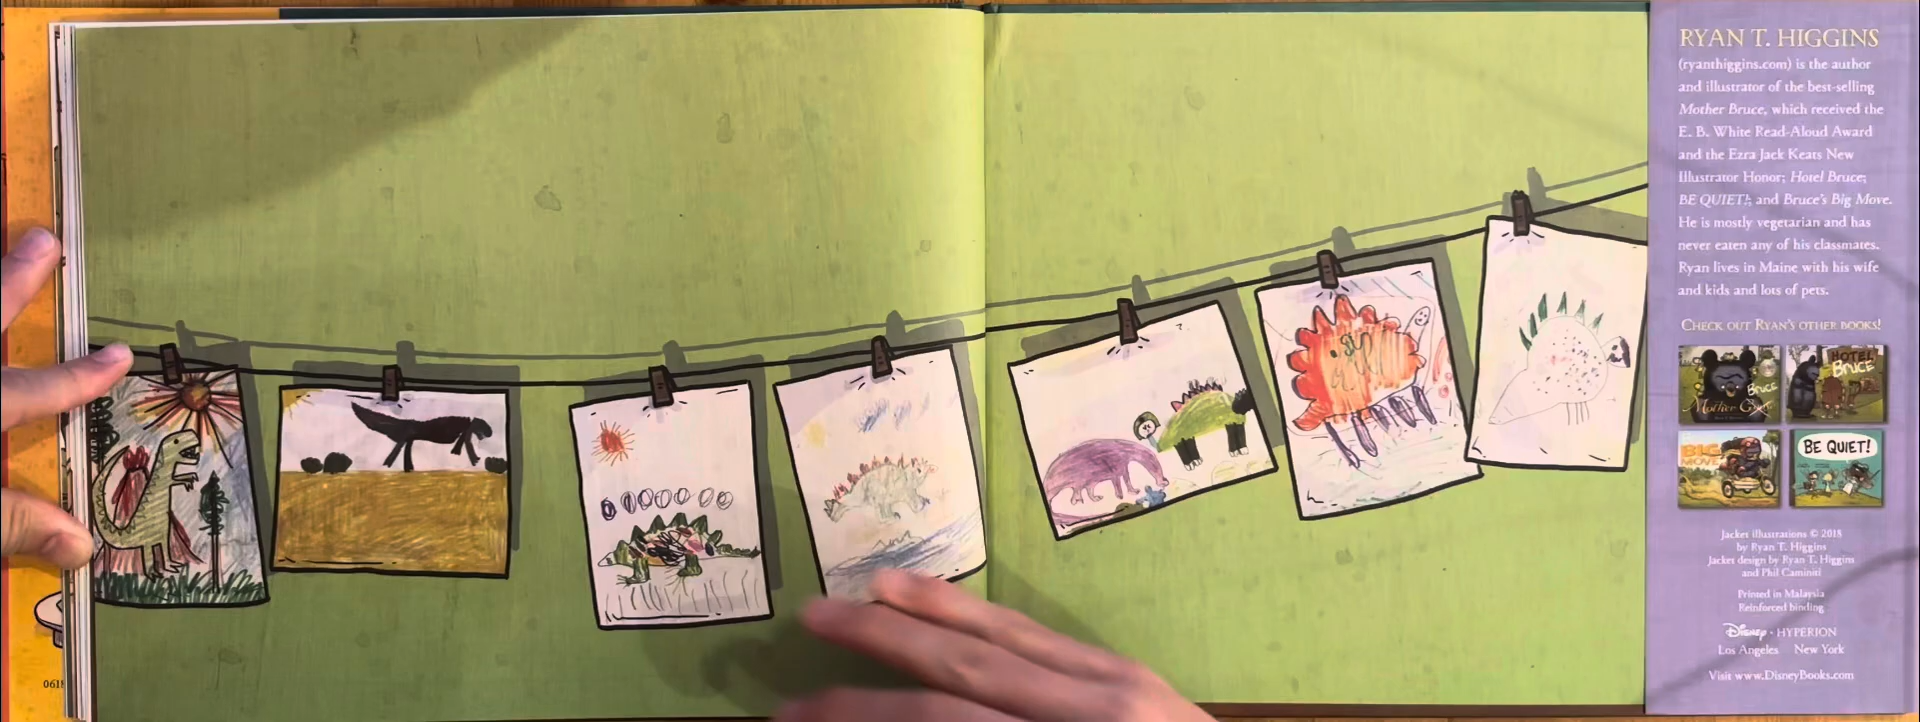 RYAN T. HIGGINS
(ryanthiggins.com) is the author
and illustrator of the best-selling
Mother Bruce, which received the
E. B. White Read-Aloud Award
and the Ezra Jack Keats New
Illustrator Honor; Hotel Bruce;
BE QUIET!; and Bruce's Big Move.
He is mostly vegetarian and has
never eaten any of his classmates.
Ryan lives in Maine with his wife
and kids and lots of pets.
CHECK OUT RYAN'S OTHER BOOKS!
HOTEL
BRUCE
BIG
MOVE
BE QUIET!
Jacket illustrations © 2018
by Ryan T. Higgins
Jacket design by Ryan T. Higgins
and Phil Caminiti
Printed in Malaysia
Reinforced binding
Disney • HYPERION
Los Angeles New York
Visit www.DisneyBooks.com